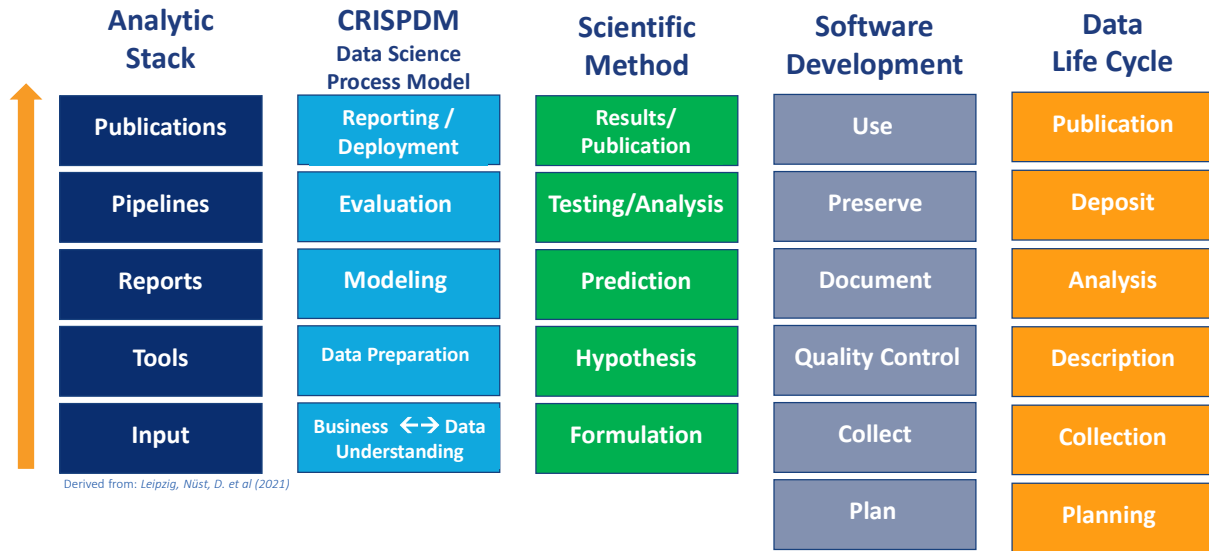 Analytic
Stack
Publications
Pipelines
Reports
Tools
Input
Derived from: Leipzig, Nüst, D. et al (2021)
CRISPDM
Data Science
Process Model
Reporting /
Deployment
Evaluation
Modeling
Data Preparation
Business ←→ Data
Understanding
Scientific
Method
Results/
Publication
Testing/Analysis
Prediction
Hypothesis
Formulation
Software
Development
Use
Preserve
Document
Quality Control
Collect
Plan
Data
Life Cycle
Publication
Deposit
Analysis
Description
Collection
Planning